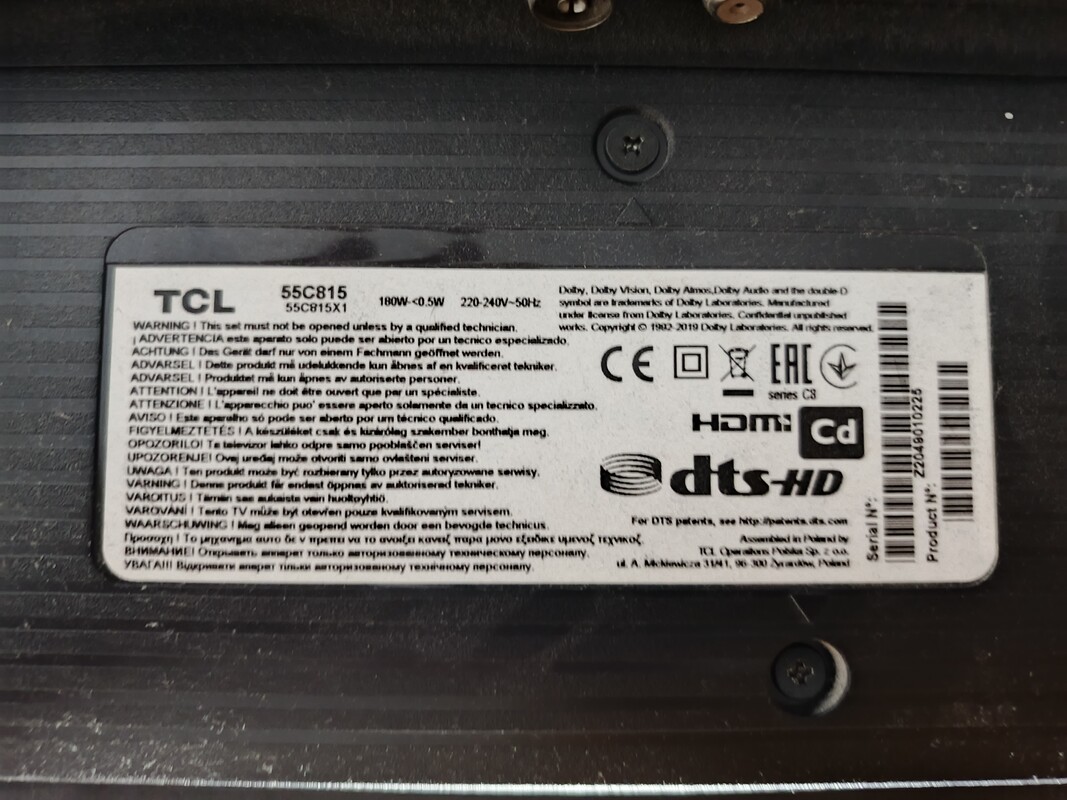 TCL
55C815
55C815X1
180W-<0.5W 220-240V~50Hz
WARNING ! This set must not be opened unless by a qualified technician.
¡ ADVERTENCIA este aparato solo puede ser abierto por un tecnico especializado.
ACHTUNG ! Das Gerät darf nur von einem Fachmann geöffnet werden.
ADVARSEL ! Dette produkt må udelukkende kun åbnes af en kvalificeret tekniker.
ADVARSEL ! Produktet må kun åpnes av autoriserte personer.
ATTENTION ! L'appareil ne doit être ouvert que par un spécialiste.
ATTENZIONE ! L'apparecchio puo' essere aperto solamente da un tecnico specializzato.
AVISO ! Este aparelho só pode ser aberto por um técnico qualificado.
FIGYELMEZTETÉS ! A készüléket csak és kizárólag szakember bonthatja meg.
OPOZORILO! Ta televizor lahko odpre samo pooblaščen serviser!
UPOZORENJE! Ovaj uređaj može otvoriti samo ovlašteni serviser.
UWAGA ! Ten produkt może być rozbierany tylko przez autoryzowane serwisy.
VARNING ! Denne produkt får endast öppnas av auktorisered tekniker.
VAROITUS ! Tämän saa aukaista vain huoltoyhtiö.
VAROVÁNÍ ! Tento TV může být otevřen pouze kvalifikovaným servisem.
WAARSCHUWING ! Mag alleen geopend worden door een bevoegde technicus.
Προσοχη ! Το μηχανημα αυτο δε ν πρεπει να το ανοιξει κανεiζ παρα μονο εξειδικε υμενοζ τεχνικοζ.
ВНИМАНИЕ! Открывать аппарат только авторизованному техническому персоналу.
УВАГА!!! Відкривати апарат тільки авторизованному технічному персоналу.
Dolby, Dolby Vision, Dolby Atmos,Dolby Audio and the double-D
symbol are trademarks of Dolby Laboratories. Manufactured
under license from Dolby Laboratories. Confidential unpublished
works. Copyright © 1992-2019 Dolby Laboratories. All rights reserved.
CE EAC
series C8
HDMI Cd
dts-HD
For DTS patents, see http://patents.dts.com
Assembled in Poland by
TCL Operations Polska Sp. z o.o.
ul. A. Mickiewicza 31/41, 96-300 Żyrardów, Poland
Serial N°:
Z2049010225
Product N°: